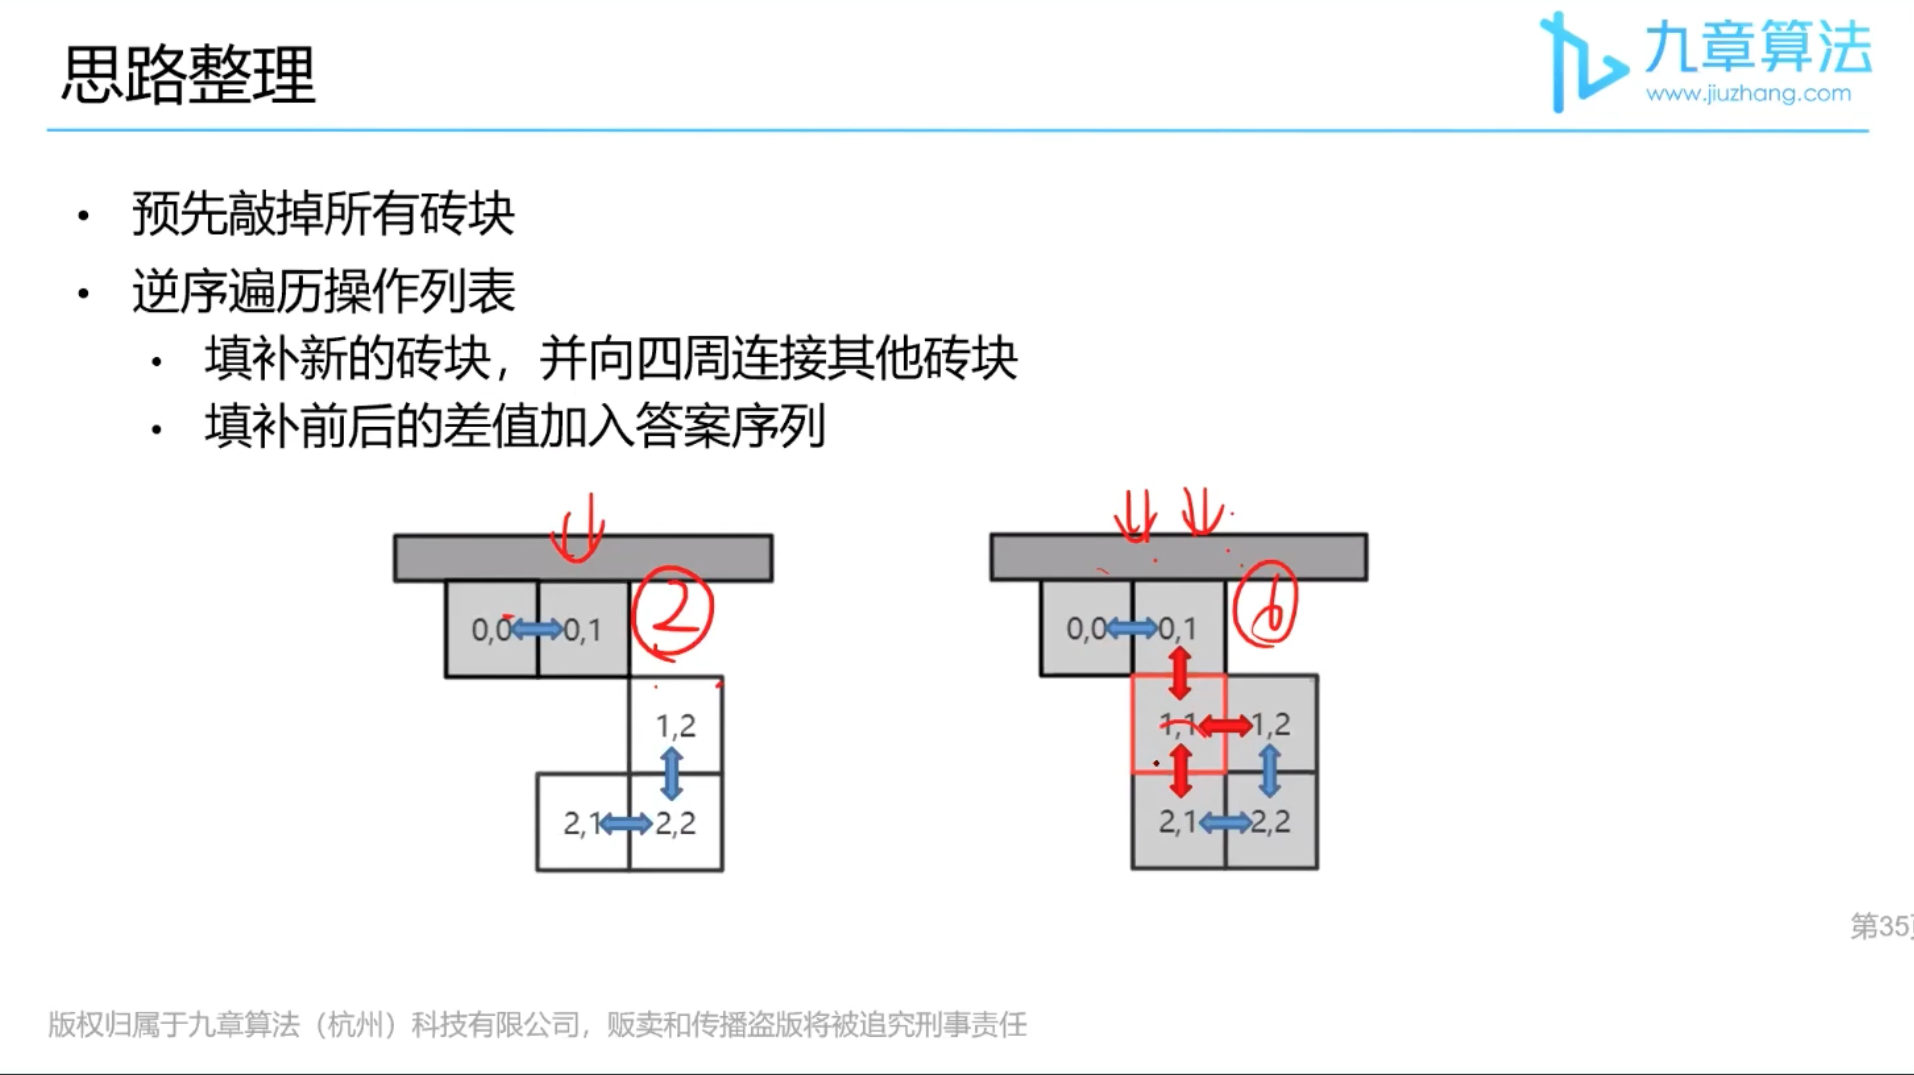 思路整理
九章算法
www.jiuzhang.com
• 预先敲掉所有砖块
• 逆序遍历操作列表
• 填补新的砖块，并向四周连接其他砖块
• 填补前后的差值加入答案序列
0,0 0,1 2
1,2
2,1 2,2
0,0 0,1 6
1,1 1,2
2,1 2,2
第35
版权归属于九章算法（杭州）科技有限公司，贩卖和传播盗版将被追究刑事责任